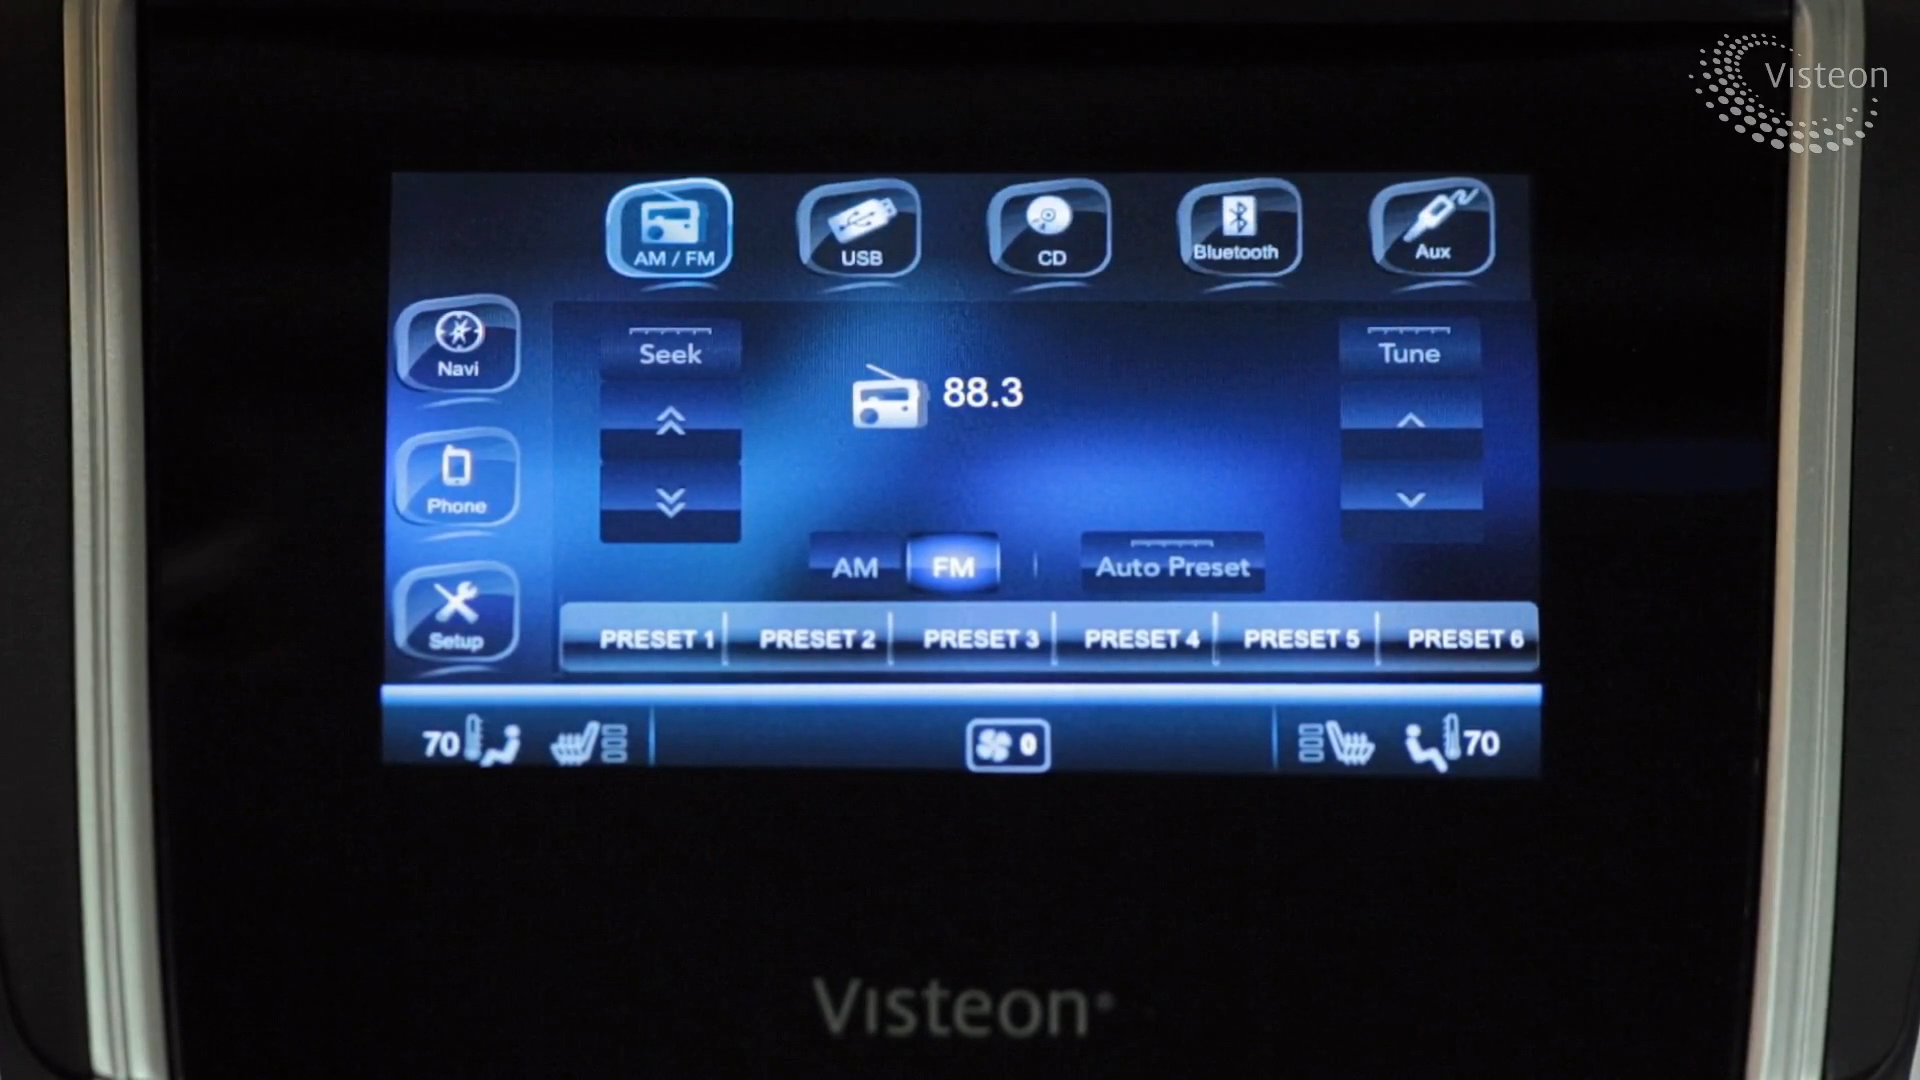 Visteon
AM / FM
USB
CD
Bluetooth
Aux
Navi
Seek
88.3
Tune
Phone
AM
FM
Auto Preset
Setup
PRESET 1
PRESET 2
PRESET 3
PRESET 4
PRESET 5
PRESET 6
70
0
70
Visteon